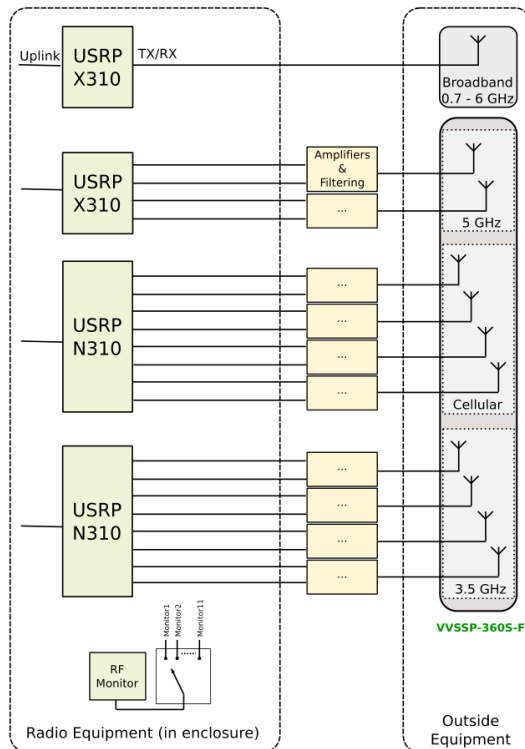 Uplink
USRP
X310
TX/RX
Broadband
0.7 - 6 GHz
USRP
X310
Amplifiers
&
Filtering
...
5 GHz
USRP
N310
...
...
...
...
Cellular
USRP
N310
...
...
...
...
3.5 GHz
VVSSP-360S-F
Monitor1
Monitor2
Monitor11
RF
Monitor
Radio Equipment (in enclosure)
Outside
Equipment